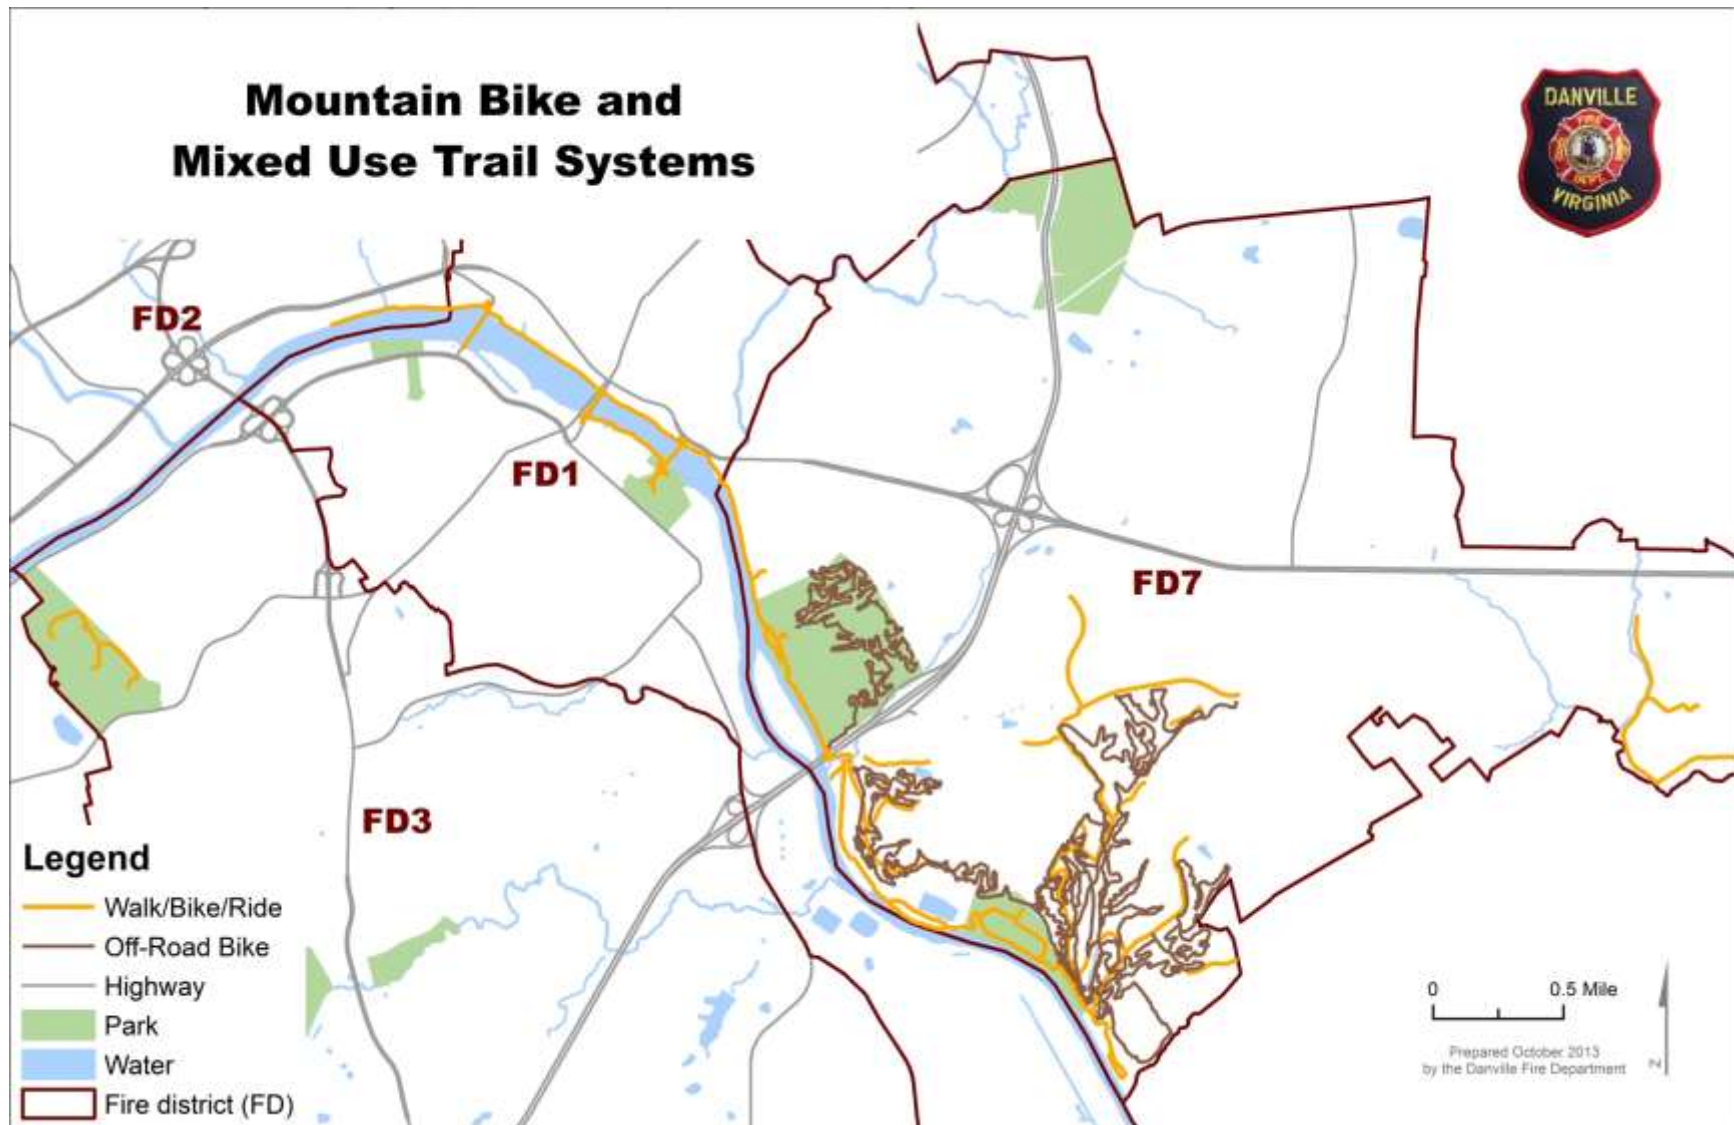 Mountain Bike and
Mixed Use Trail Systems
DANVILLE
FIRE
DEPT.
VIRGINIA
FD2
FD1
FD7
FD3
Legend
Walk/Bike/Ride
Off-Road Bike
Highway
Park
Water
Fire district (FD)
0 0.5 Mile
Prepared October 2013
by the Danville Fire Department
N